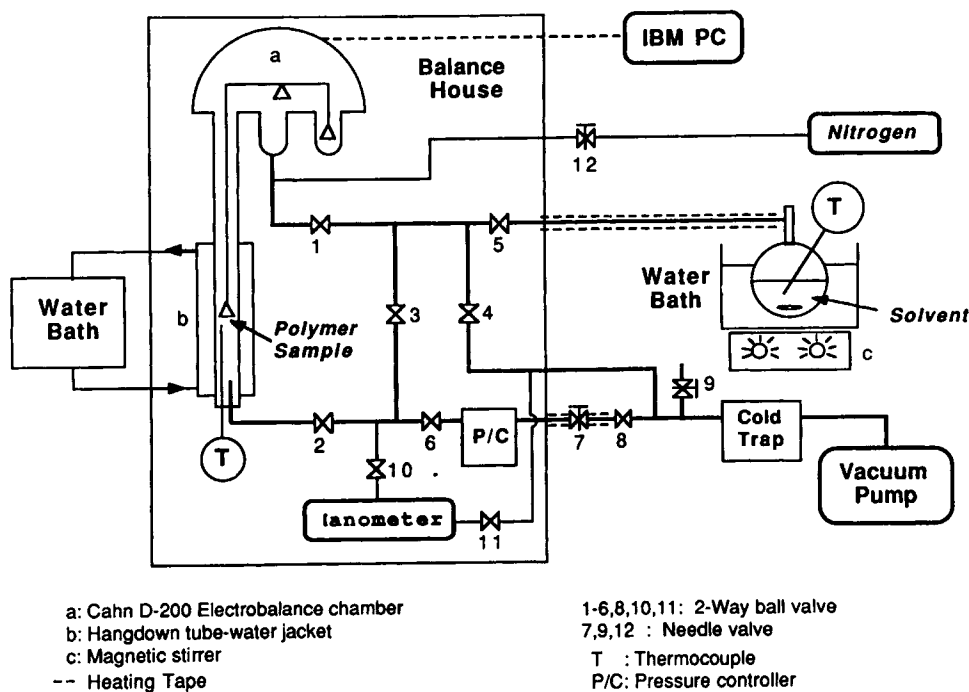 IBM PC
a
Balance
House
Nitrogen
12
T
1
5
Water
Bath
Solvent
Water
Bath
b
Polymer
Sample
3
4
c
9
2
6
P/C
7
8
Cold
Trap
T
10
Vacuum
Pump
lanometer
11
a: Cahn D-200 Electrobalance chamber
b: Hangdown tube-water jacket
c: Magnetic stirrer
-- Heating Tape
1-6,8,10,11: 2-Way ball valve
7,9,12 : Needle valve
T : Thermocouple
P/C: Pressure controller